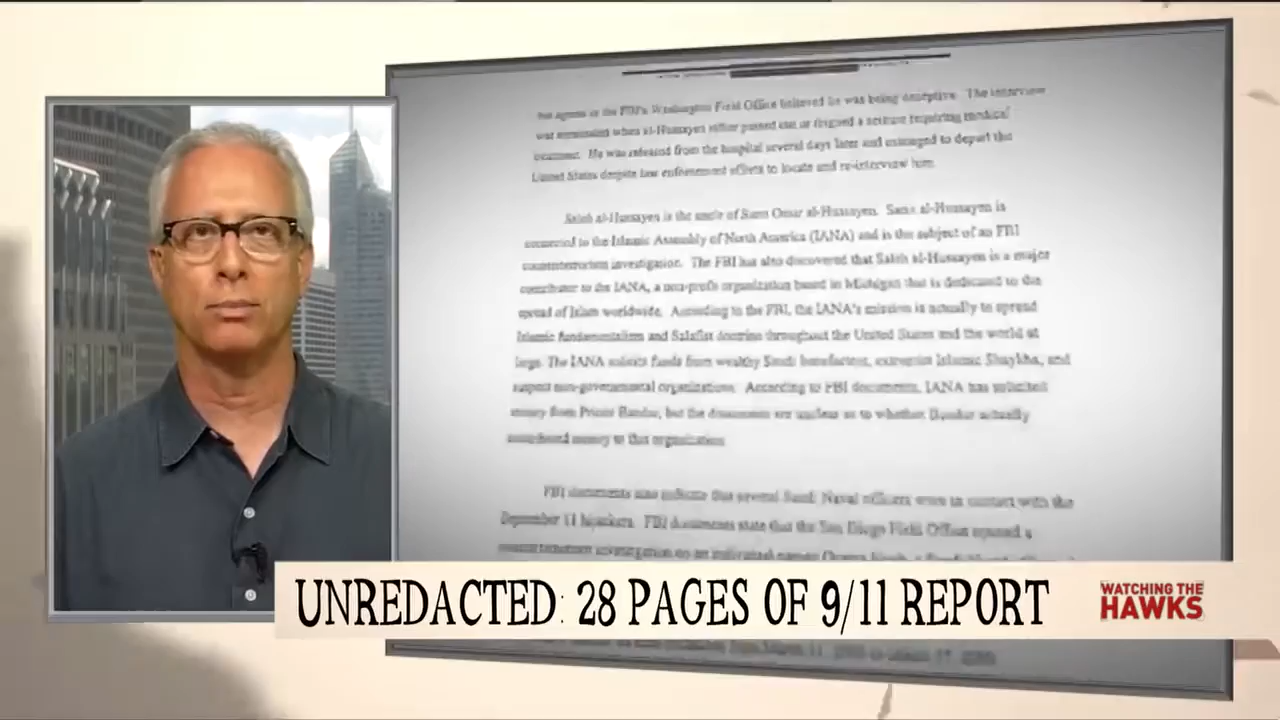 the FBI's Washington Field Office believed he was being deceptive. The interview
was terminated when al-Hussayen either passed out or feigned a seizure requiring medical
treatment. He was released from the hospital several days later and managed to depart the
United States despite law enforcement efforts to locate and re-interview him.
Saleh al-Hussayen is the uncle of Sami Omar al-Hussayen. Sami al-Hussayen is
connected to the Islamic Assembly of North America (IANA) and is the subject of an FBI
counterterrorism investigation. The FBI has also discovered that Saleh al-Hussayen is a major
contributor to the IANA, a non-profit organization based in Michigan that is dedicated to the
spread of Islam worldwide. According to the FBI, the IANA's mission is actually to spread
Islamic fundamentalism and Salafist doctrine throughout the United States and the world at
large. The IANA solicits funds from wealthy Saudi benefactors, extremist Islamic Shaykhs, and
suspect non-governmental organizations. According to FBI documents, IANA has solicited
money from Prince Bandar, but the documents are unclear as to whether Bandar actually
contributed money to this organization.
FBI documents also indicate that several Saudi Naval officers were in contact with the
September 11 hijackers. FBI documents state that the San Diego Field Office opened a
counterterrorism investigation on an individual named
UNREDACTED: 28 PAGES OF 9/11 REPORT
WATCHING THE
HAWKS